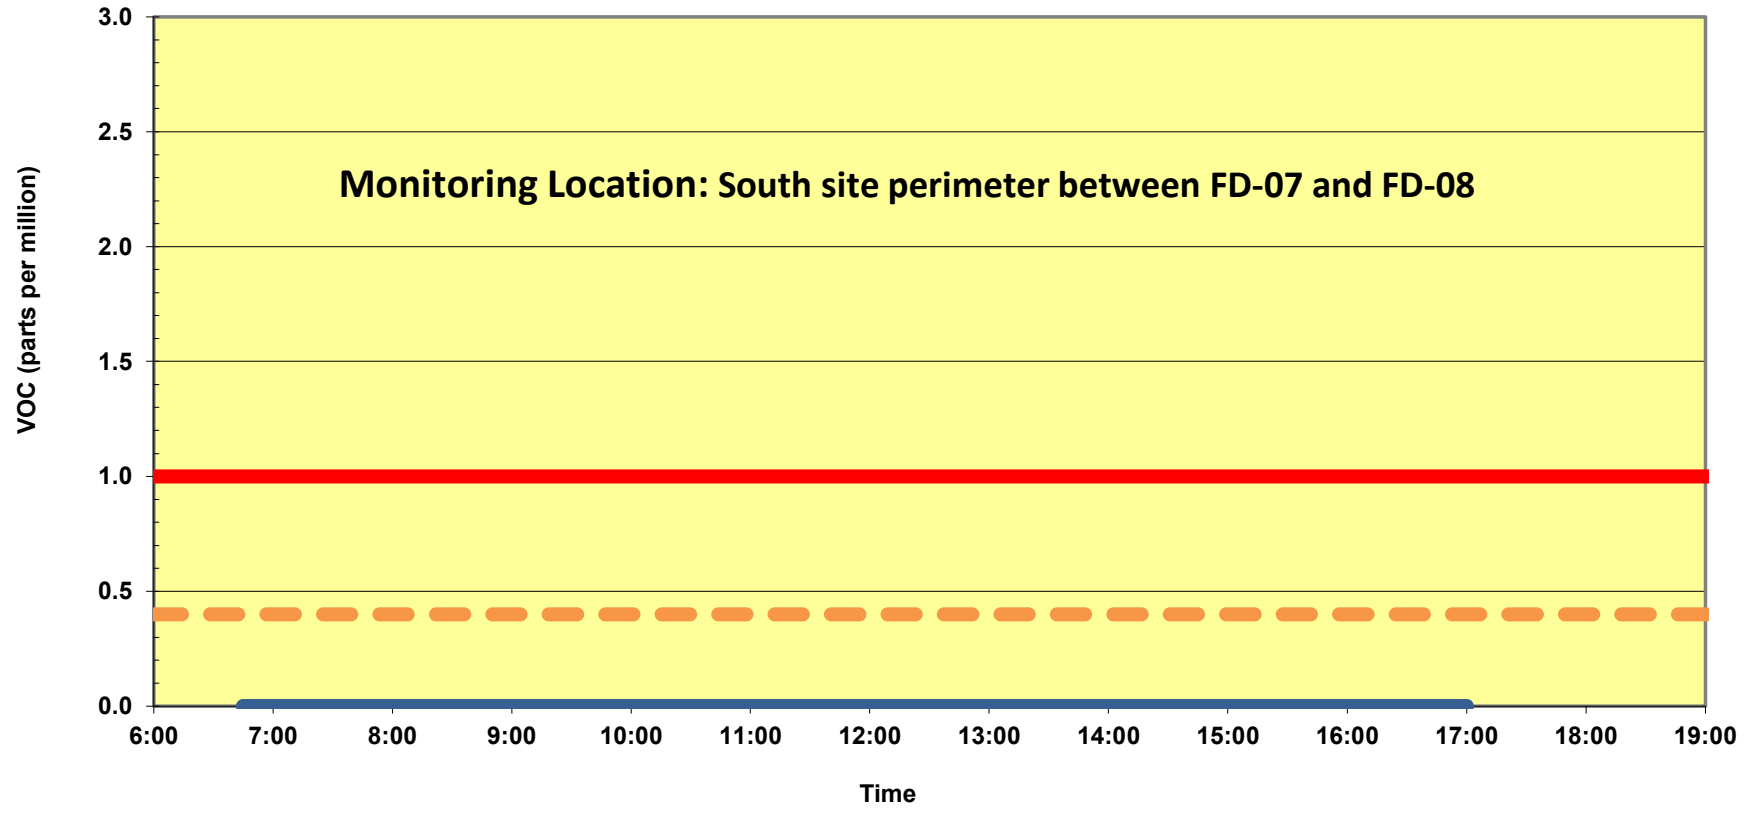 3.0
2.5
Monitoring Location: South site perimeter between FD-07 and FD-08
2.0
VOC (parts per million)
1.5
1.0
0.5
0.0
6:00 7:00 8:00 9:00 10:00 11:00 12:00 13:00 14:00 15:00 16:00 17:00 18:00 19:00
Time